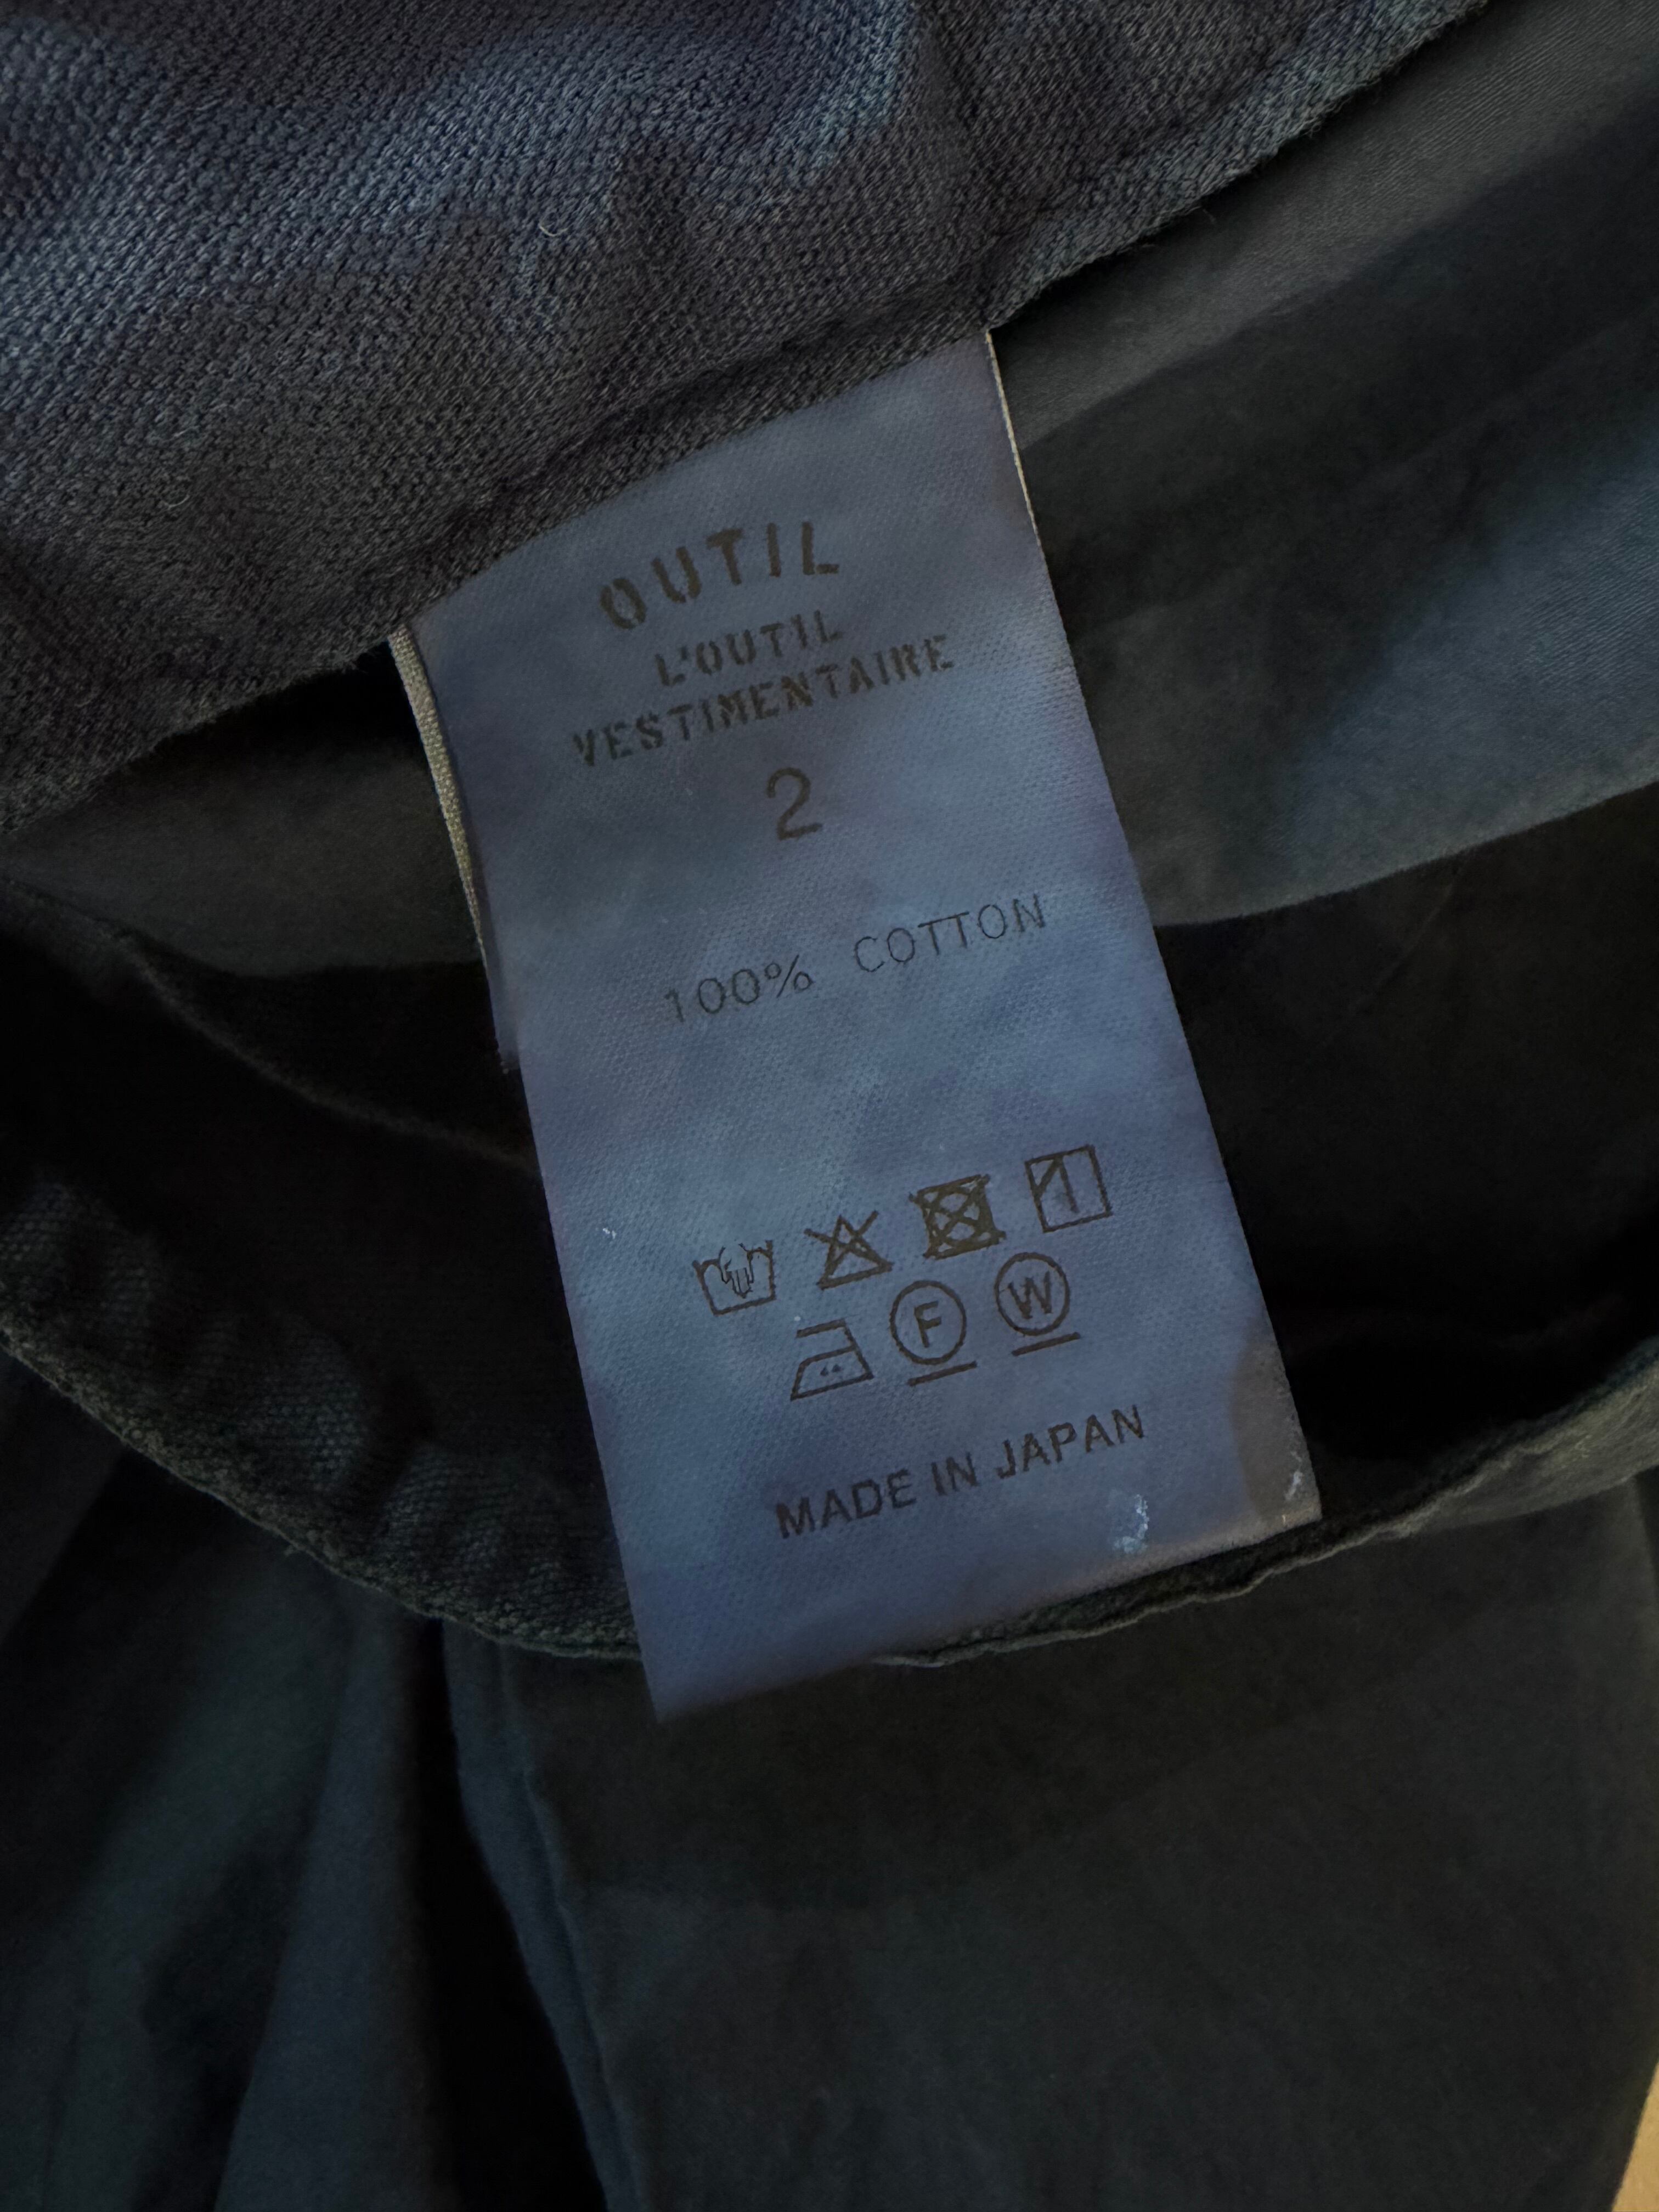 OUTIL
L'OUTIL
VESTIMENTAIRE
2
100% COTTON
F W
MADE IN JAPAN